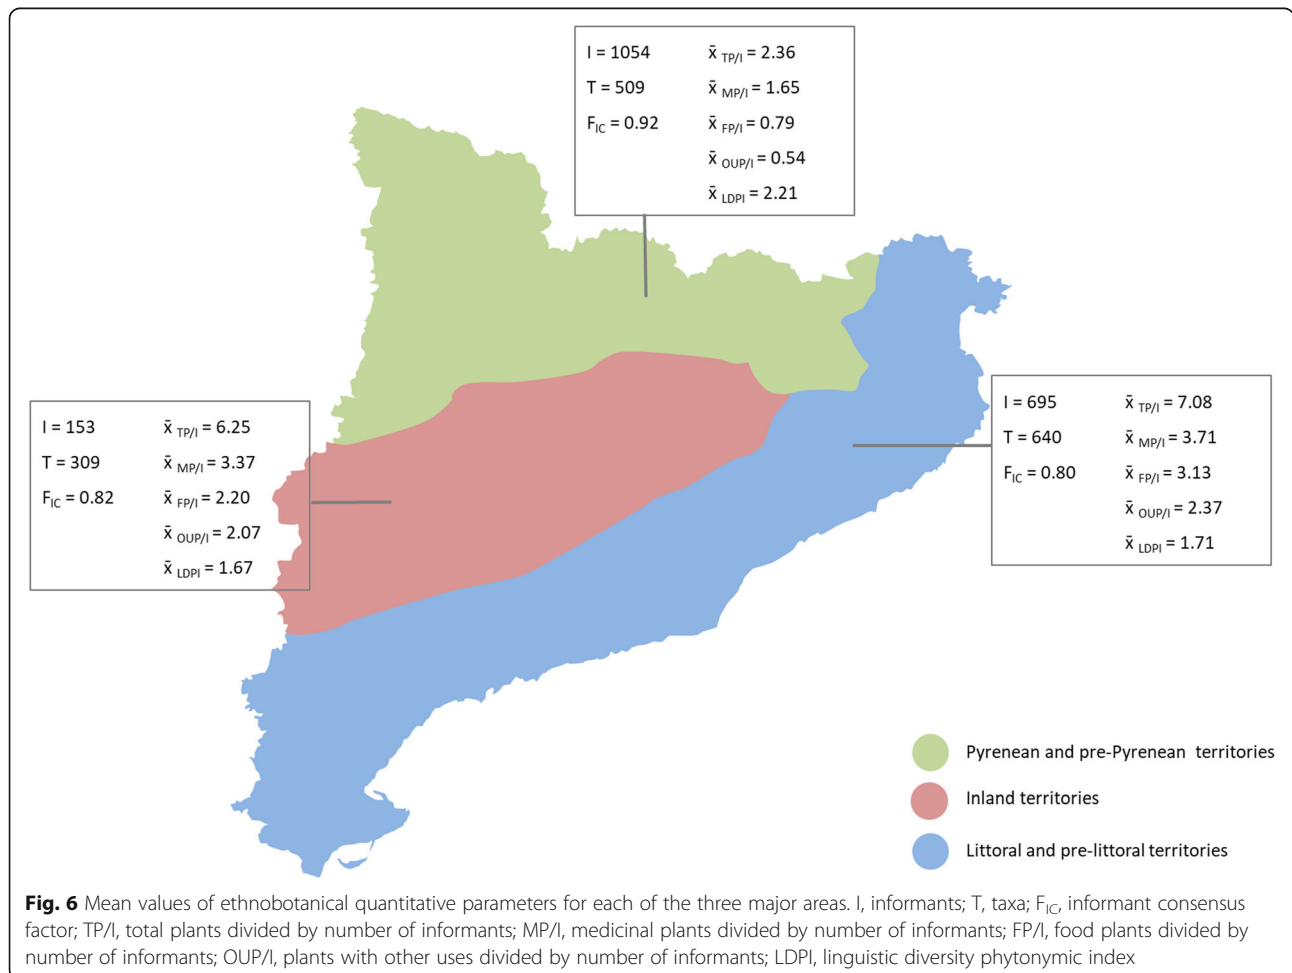 I = 1054
T = 509
F_IC = 0.92
x̄ TP/I = 2.36
x̄ MP/I = 1.65
x̄ FP/I = 0.79
x̄ OUP/I = 0.54
x̄ LDPI = 2.21
I = 153
T = 309
F_IC = 0.82
x̄ TP/I = 6.25
x̄ MP/I = 3.37
x̄ FP/I = 2.20
x̄ OUP/I = 2.07
x̄ LDPI = 1.67
I = 695
T = 640
F_IC = 0.80
x̄ TP/I = 7.08
x̄ MP/I = 3.71
x̄ FP/I = 3.13
x̄ OUP/I = 2.37
x̄ LDPI = 1.71
Pyrenean and pre-Pyrenean territories
Inland territories
Littoral and pre-littoral territories
Fig. 6 Mean values of ethnobotanical quantitative parameters for each of the three major areas. I, informants; T, taxa; F_IC, informant consensus
factor; TP/I, total plants divided by number of informants; MP/I, medicinal plants divided by number of informants; FP/I, food plants divided by
number of informants; OUP/I, plants with other uses divided by number of informants; LDPI, linguistic diversity phytonymic index